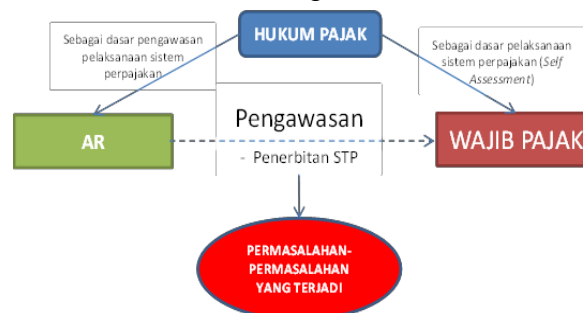 HUKUM PAJAK
Sebagai dasar pengawasan
pelaksanaan sistem
perpajakan
Sebagai dasar pelaksanaan
sistem perpajakan (Self
Assessment)
AR
Pengawasan
- Penerbitan STP
WAJIB PAJAK
PERMASALAHAN-
PERMASALAHAN
YANG TERJADI